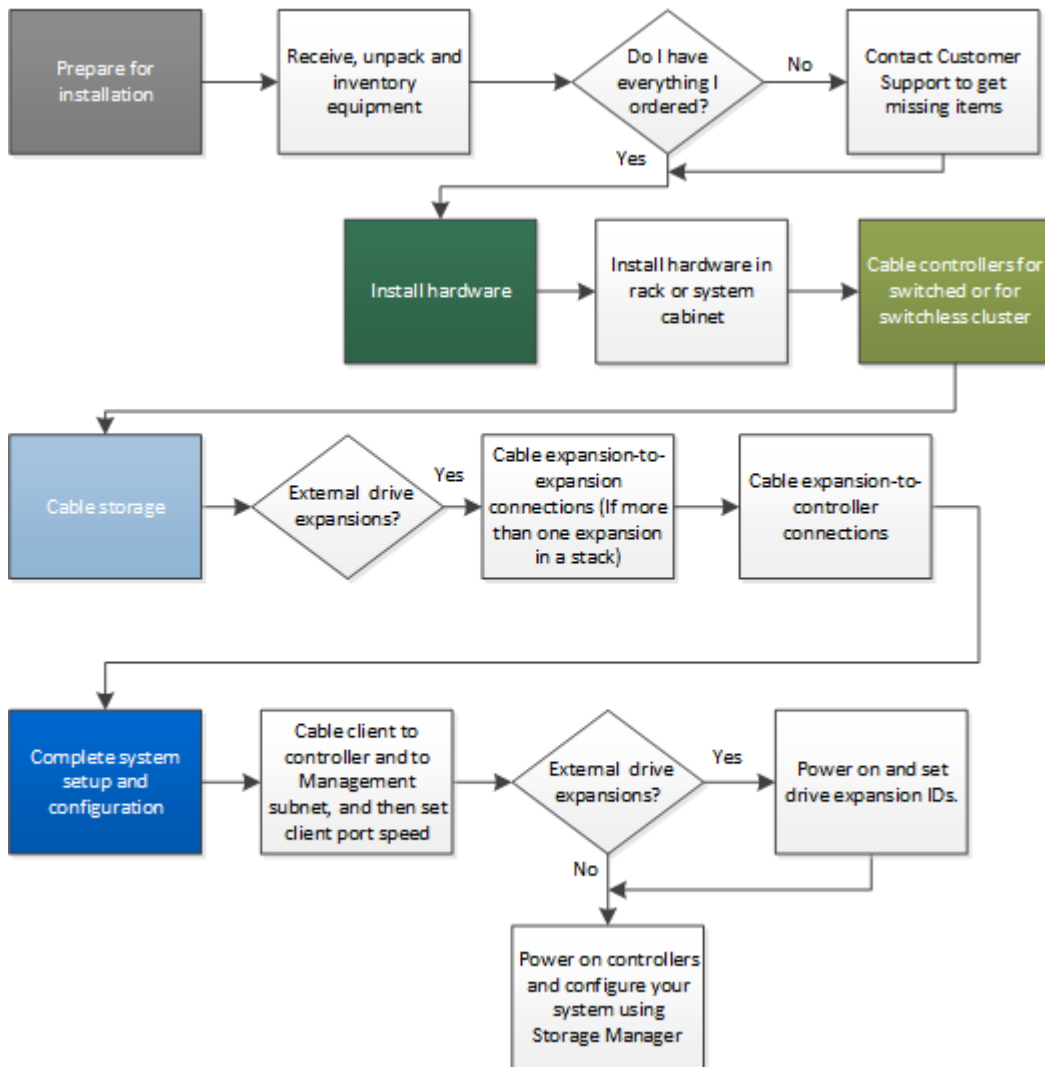 Prepare for
installation
Receive, unpack and
inventory
equipment
Do I have
everything I
ordered?
No
Contact Customer
Support to get
missing items
Yes
Install hardware
Install hardware in
rack or system
cabinet
Cable controllers for
switched or for
switchless cluster
Cable storage
External drive
expansions?
Yes
Cable expansion-to-
expansion
connections (If more
than one expansion
in a stack)
Cable expansion-to-
controller
connections
Complete system
setup and
configuration
Cable client to
controller and to
Management
subnet, and then set
client port speed
External drive
expansions?
Yes
Power on and set
drive expansion IDs.
No
Power on controllers
and configure your
system using
Storage Manager